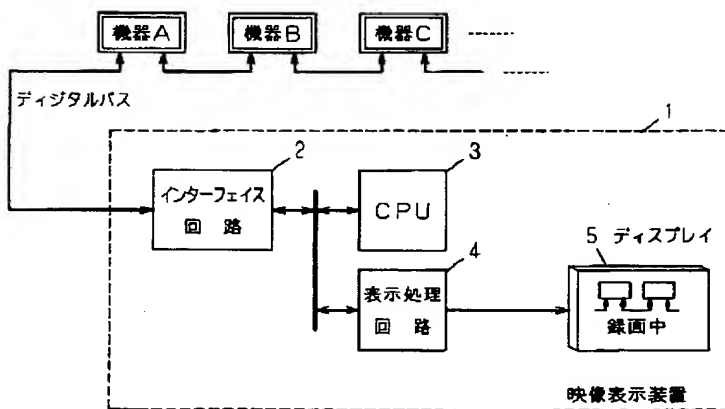 機器A 機器B 機器C
ディジタルバス
1
2
3
インターフェイス
回路
CPU
4
5 ディスプレイ
表示処理
回路
録画中
映像表示装置